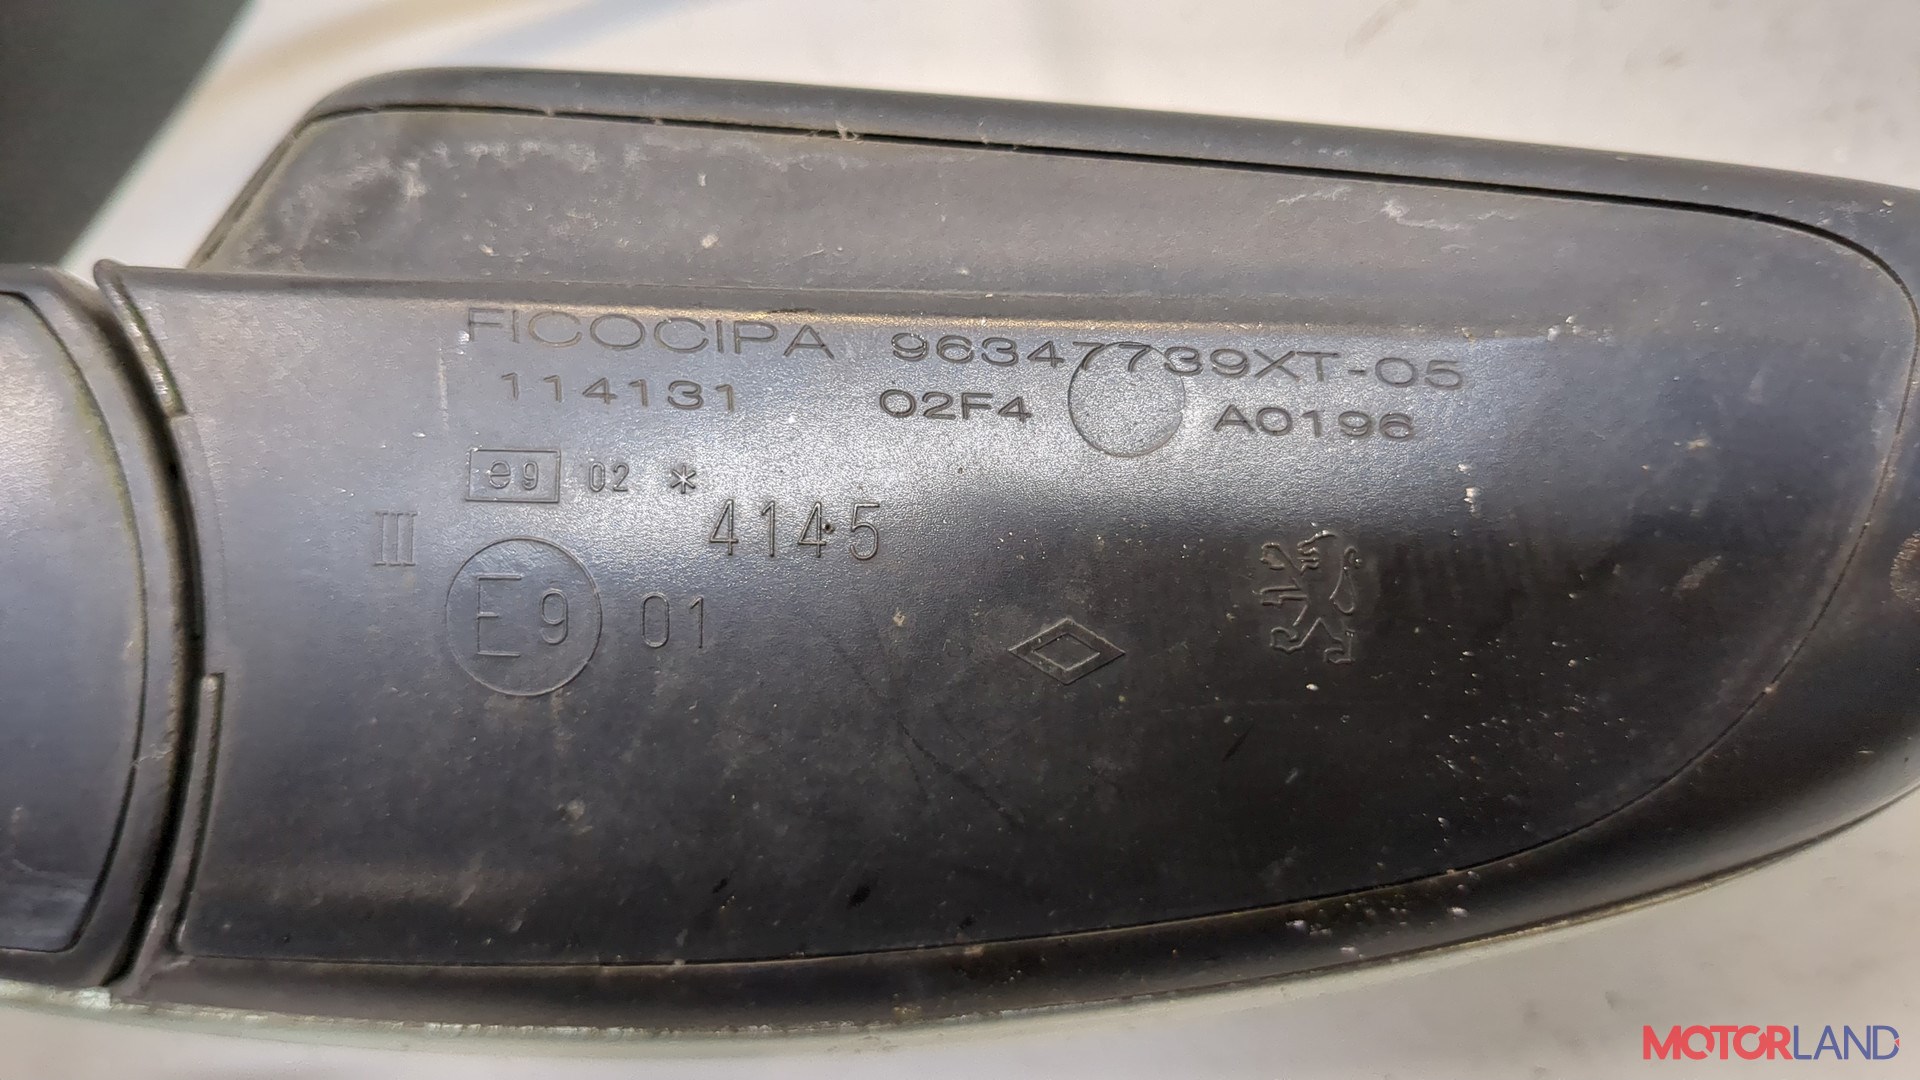 FICOCIPA 96347739XT-05
114131 02F4 A0196
e9 02 *
III 4145
E9 01
MOTORLAND